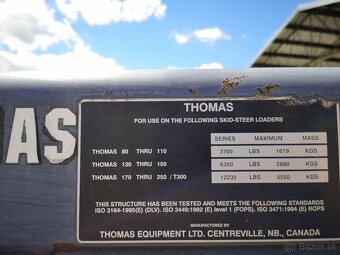 AS
THOMAS
FOR USE ON THE FOLLOWING SKID-STEER LOADERS
SERIES MAXIMUM MASS
THOMAS 80 THRU 110 3700 LBS 1679 KGS
THOMAS 130 THRU 150 6350 LBS 2880 KGS
THOMAS 170 THRU 250 / T300 12235 LBS 5550 KGS
THIS STRUCTURE HAS BEEN TESTED AND MEETS THE FOLLOWING STANDARDS
ISO 3164-1995(E) (DLV). ISO 3449:1992 (E) level 1 (FOPS). ISO 3471:1994 (E) ROPS
MANUFACTURED BY
THOMAS EQUIPMENT LTD. CENTREVILLE, NB., CANADA
bazos.sk